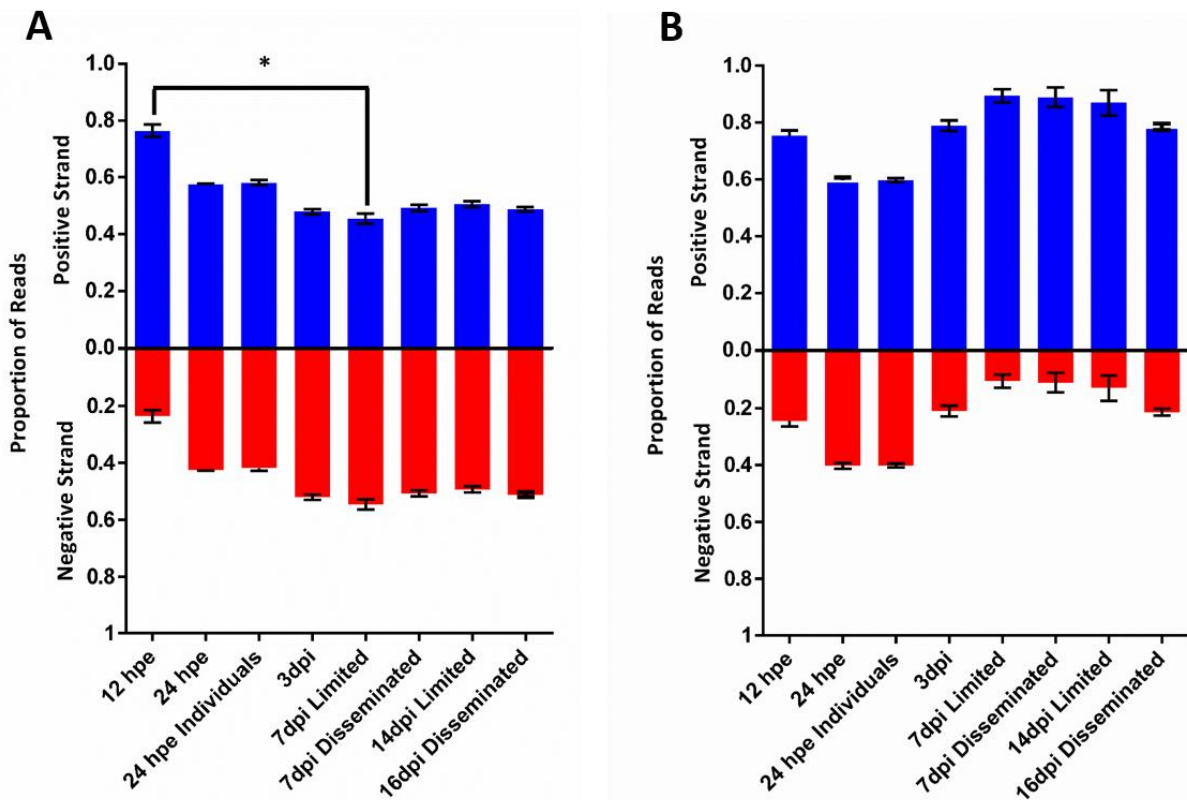 A
Proportion of Reads
Positive Strand
Negative Strand
1.0
0.8
0.6
0.4
0.2
0.0
0.2
0.4
0.6
0.8
1
*
12 hpe
24 hpe
24 hpe Individuals
3dpi
7dpi Limited
7dpi Disseminated
14dpi Limited
16dpi Disseminated
B
Proportion of Reads
Positive Strand
Negative Strand
1.0
0.8
0.6
0.4
0.2
0.0
0.2
0.4
0.6
0.8
1
12 hpe
24 hpe
24 hpe Individuals
3dpi
7dpi Limited
7dpi Disseminated
14dpi Limited
16dpi Disseminated